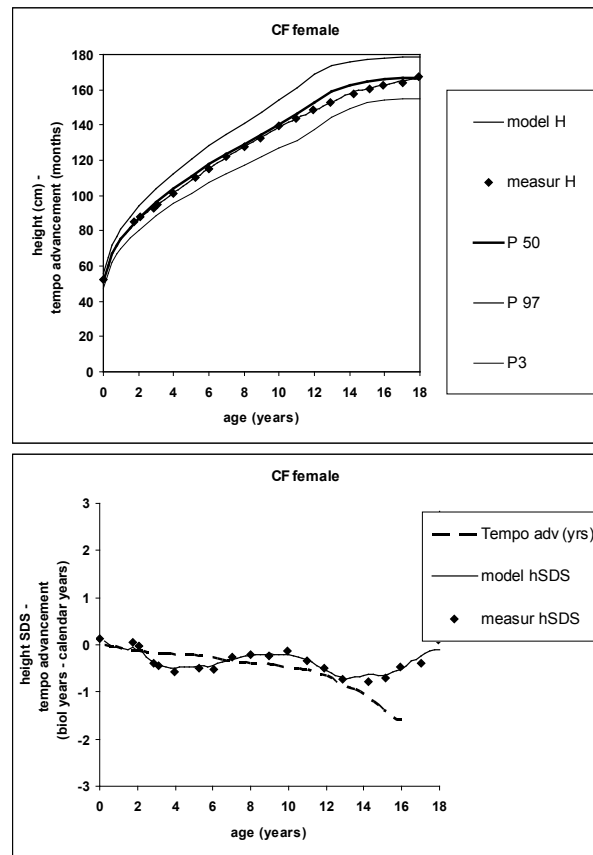 CF female
height (cm) -
tempo advancement (months)
180
160
140
120
100
80
60
40
20
0
0 2 4 6 8 10 12 14 16 18
age (years)
model H
measur H
P 50
P 97
P3
CF female
height SDS -
tempo advancement
(biol years - calendar years)
3
2
1
0
-1
-2
-3
0 2 4 6 8 10 12 14 16 18
age (years)
Tempo adv (yrs)
model hSDS
measur hSDS